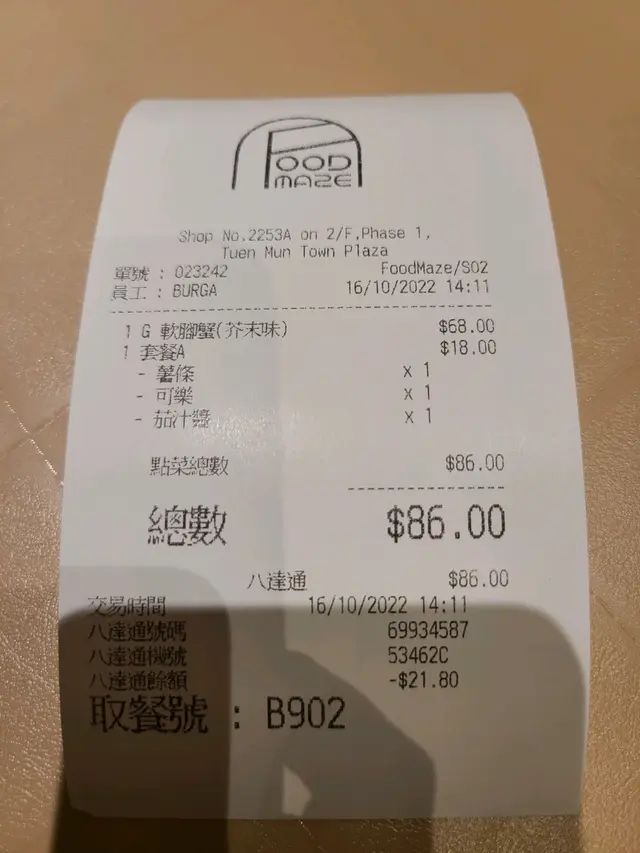 FOOD
MAZE
Shop No.2253A on 2/F,Phase 1,
Tuen Mun Town Plaza
單號 : 023242 FoodMaze/S02
員工 : BURGA 16/10/2022 14:11
1 G 軟腳蟹(芥末味) $68.00
1 套餐A $18.00
- 薯條 x 1
- 可樂 x 1
- 茄汁醬 x 1
點菜總數 $86.00
總數 $86.00
八達通 $86.00
交易時間 16/10/2022 14:11
八達通號碼 69934587
八達通機號 53462C
八達通餘額 -$21.80
取餐號 : B902